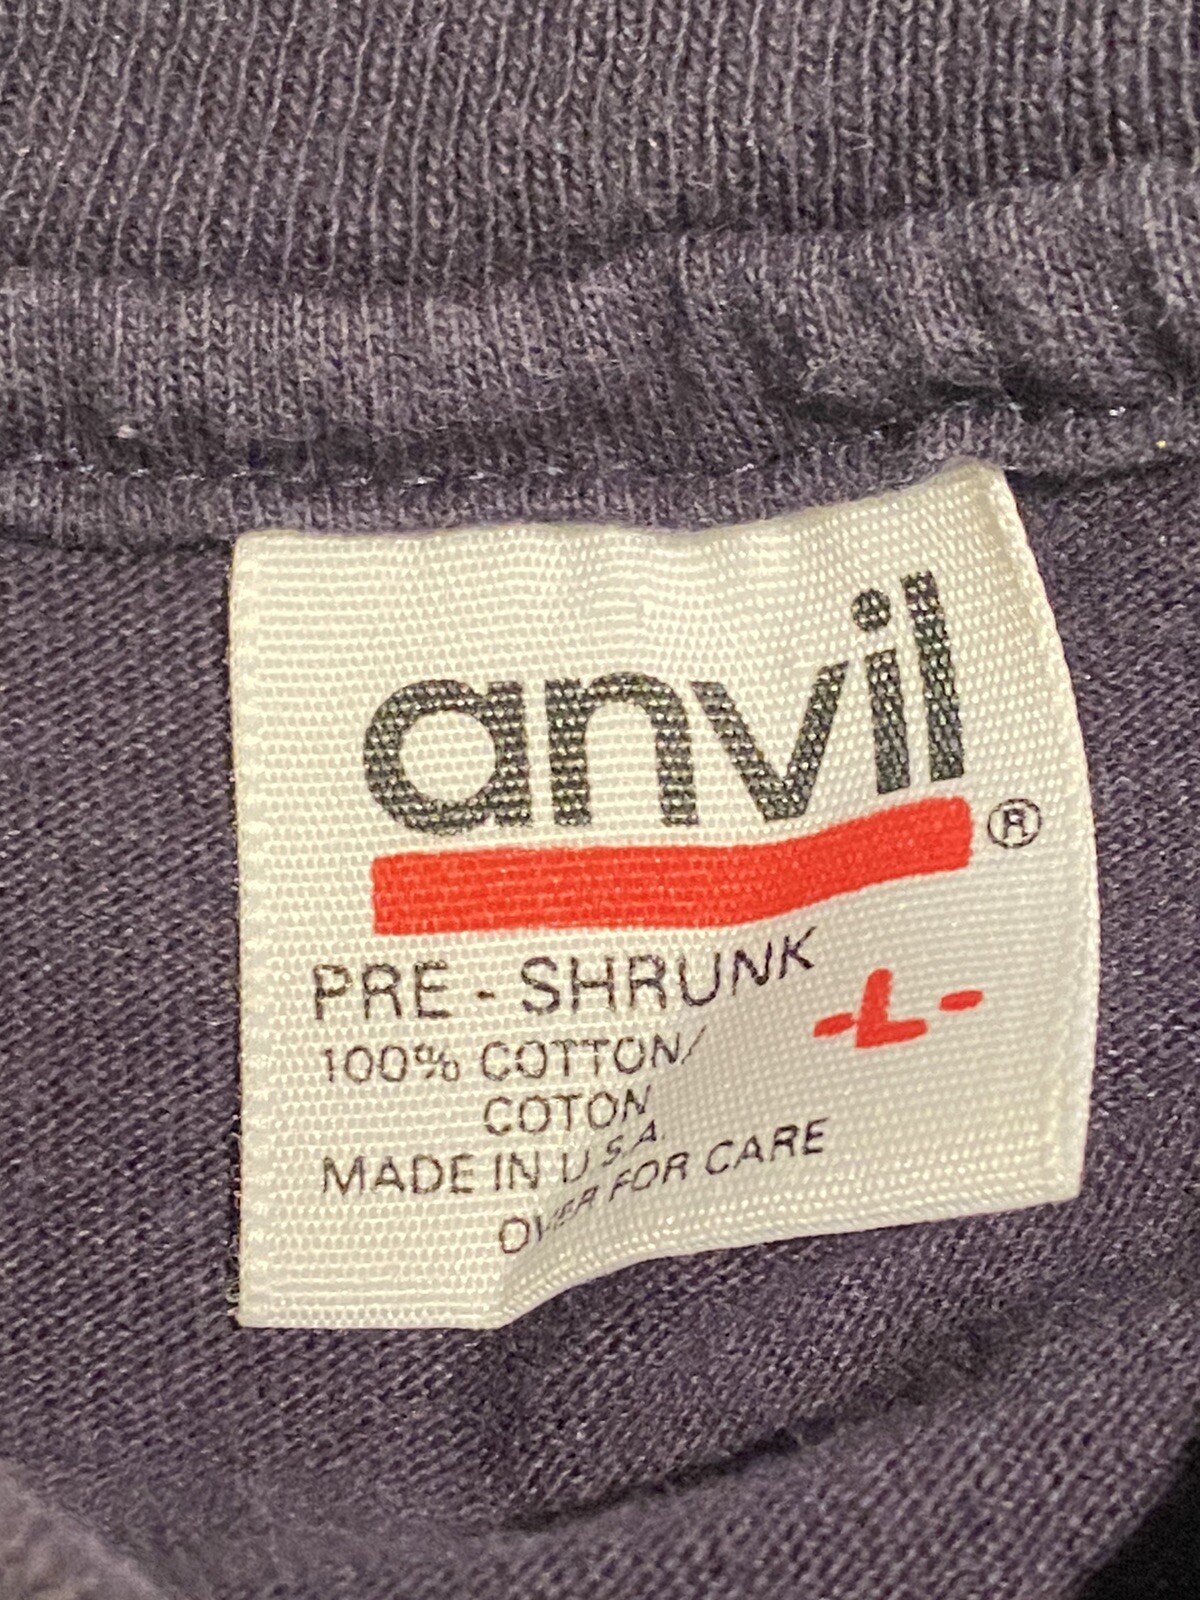 anvil®
PRE - SHRUNK
-L-
100% COTTON/
COTON
MADE IN U.S.A.
OVER FOR CARE